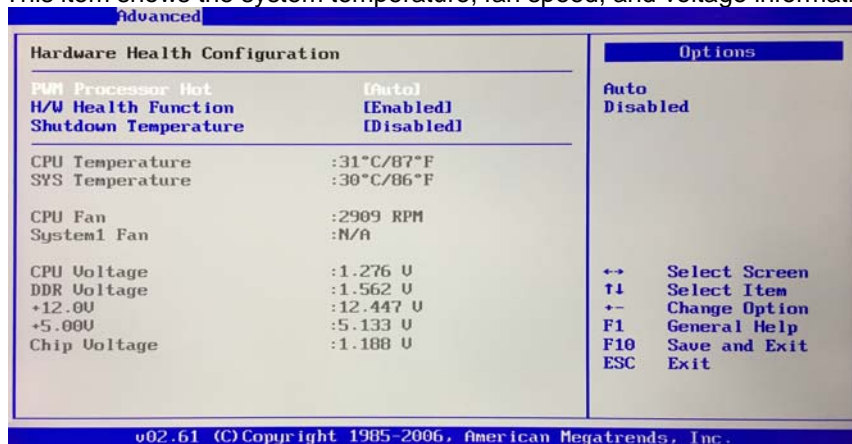 This item shows the system temperature, fan speed, and voltage informati
Advanced
Hardware Health Configuration
Options
PWM Processor Hot [Auto]
H/W Health Function [Enabled]
Shutdown Temperature [Disabled]
Auto
Disabled
CPU Temperature :31°C/87°F
SYS Temperature :30°C/86°F
CPU Fan :2909 RPM
System1 Fan :N/A
CPU Voltage :1.276 V
DDR Voltage :1.562 V
+12.0V :12.447 V
+5.00V :5.133 V
Chip Voltage :1.188 V
←→ Select Screen
↑↓ Select Item
+- Change Option
F1 General Help
F10 Save and Exit
ESC Exit
v02.61 (C)Copyright 1985-2006, American Megatrends, Inc.